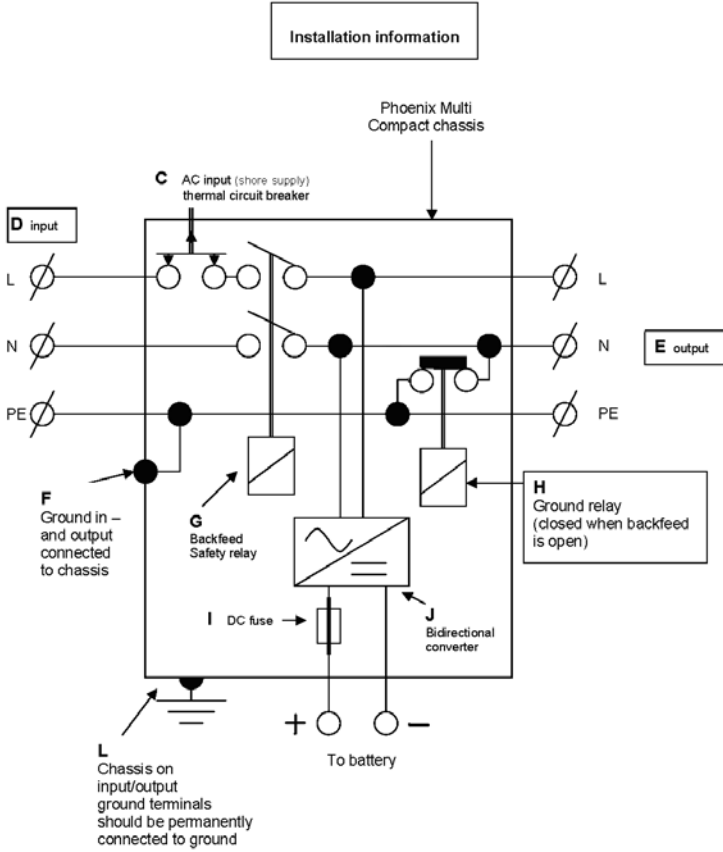 Installation information
Phoenix Multi
Compact chassis
C AC input (shore supply)
thermal circuit breaker
D input
L
L
N
N
E output
PE
PE
F
Ground in –
and output
connected
to chassis
G
Backfeed
Safety relay
H
Ground relay
(closed when backfeed
is open)
I DC fuse
J
Bidirectional
converter
+
–
To battery
L
Chassis on
input/output
ground terminals
should be permanently
connected to ground